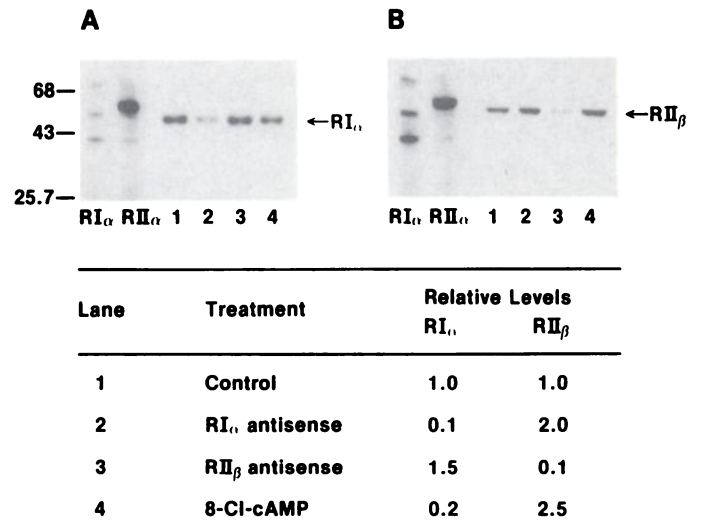 A
B
68
43
25.7
←RIα
←RIIβ
RIα RIIα 1 2 3 4
RIα RIIα 1 2 3 4
Lane Treatment Relative Levels
RIα RIIβ
1 Control 1.0 1.0
2 RIα antisense 0.1 2.0
3 RIIβ antisense 1.5 0.1
4 8-Cl-cAMP 0.2 2.5